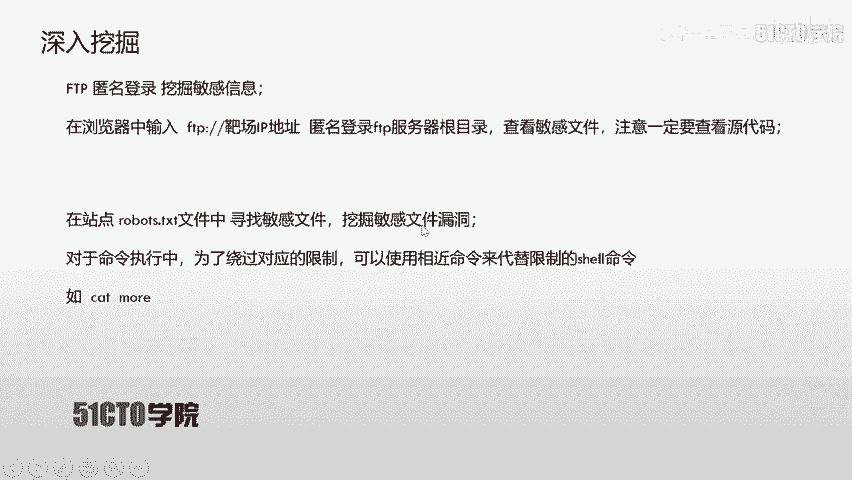 深入挖掘
51CTO学院
FTP 匿名登录 挖掘敏感信息；
在浏览器中输入 ftp://靶场IP地址 匿名登录ftp服务器根目录，查看敏感文件，注意一定要查看源代码；
在站点 robots.txt文件中 寻找敏感文件，挖掘敏感文件漏洞；
对于命令执行中，为了绕过对应的限制，可以使用相近命令来代替限制的shell命令
如 cat more
51CTO学院